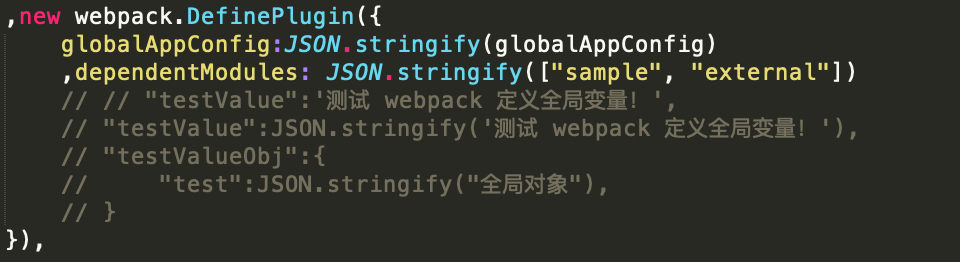 ,new webpack.DefinePlugin({
globalAppConfig:JSON.stringify(globalAppConfig)
,dependentModules: JSON.stringify(["sample", "external"])
// // "testValue":'测试 webpack 定义全局变量！',
// "testValue":JSON.stringify('测试 webpack 定义全局变量！'),
// "testValueObj":{
//     "test":JSON.stringify("全局对象"),
// }
}),